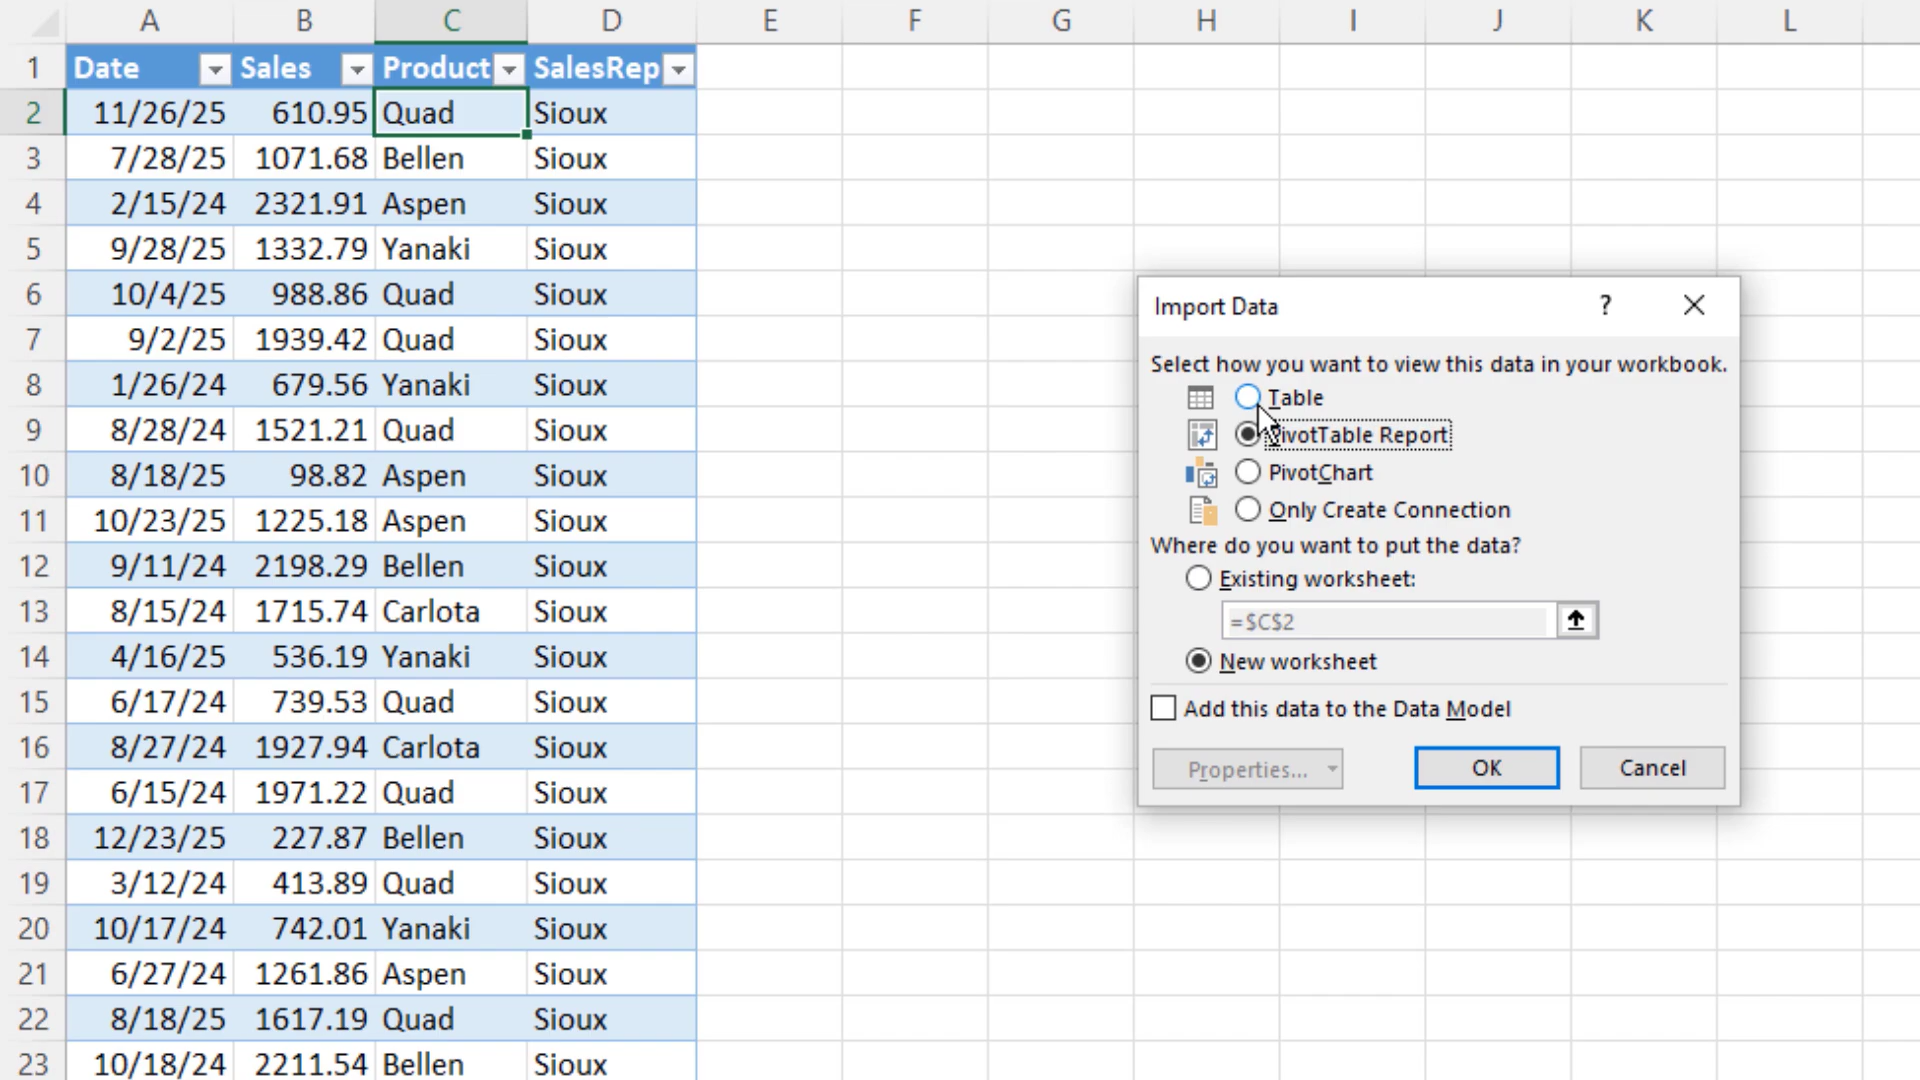 A B C D E F G H I J K L
1 Date Sales Product SalesRep
2 11/26/25 610.95 Quad Sioux
3 7/28/25 1071.68 Bellen Sioux
4 2/15/24 2321.91 Aspen Sioux
5 9/28/25 1332.79 Yanaki Sioux
6 10/4/25 988.86 Quad Sioux
7 9/2/25 1939.42 Quad Sioux
8 1/26/24 679.56 Yanaki Sioux
9 8/28/24 1521.21 Quad Sioux
10 8/18/25 98.82 Aspen Sioux
11 10/23/25 1225.18 Aspen Sioux
12 9/11/24 2198.29 Bellen Sioux
13 8/15/24 1715.74 Carlota Sioux
14 4/16/25 536.19 Yanaki Sioux
15 6/17/24 739.53 Quad Sioux
16 8/27/24 1927.94 Carlota Sioux
17 6/15/24 1971.22 Quad Sioux
18 12/23/25 227.87 Bellen Sioux
19 3/12/24 413.89 Quad Sioux
20 10/17/24 742.01 Yanaki Sioux
21 6/27/24 1261.86 Aspen Sioux
22 8/18/25 1617.19 Quad Sioux
23 10/18/24 2211.54 Bellen Sioux
Import Data ?
Select how you want to view this data in your workbook.
Table
PivotTable Report
PivotChart
Only Create Connection
Where do you want to put the data?
Existing worksheet:
=$C$2
New worksheet
Add this data to the Data Model
Properties... OK Cancel